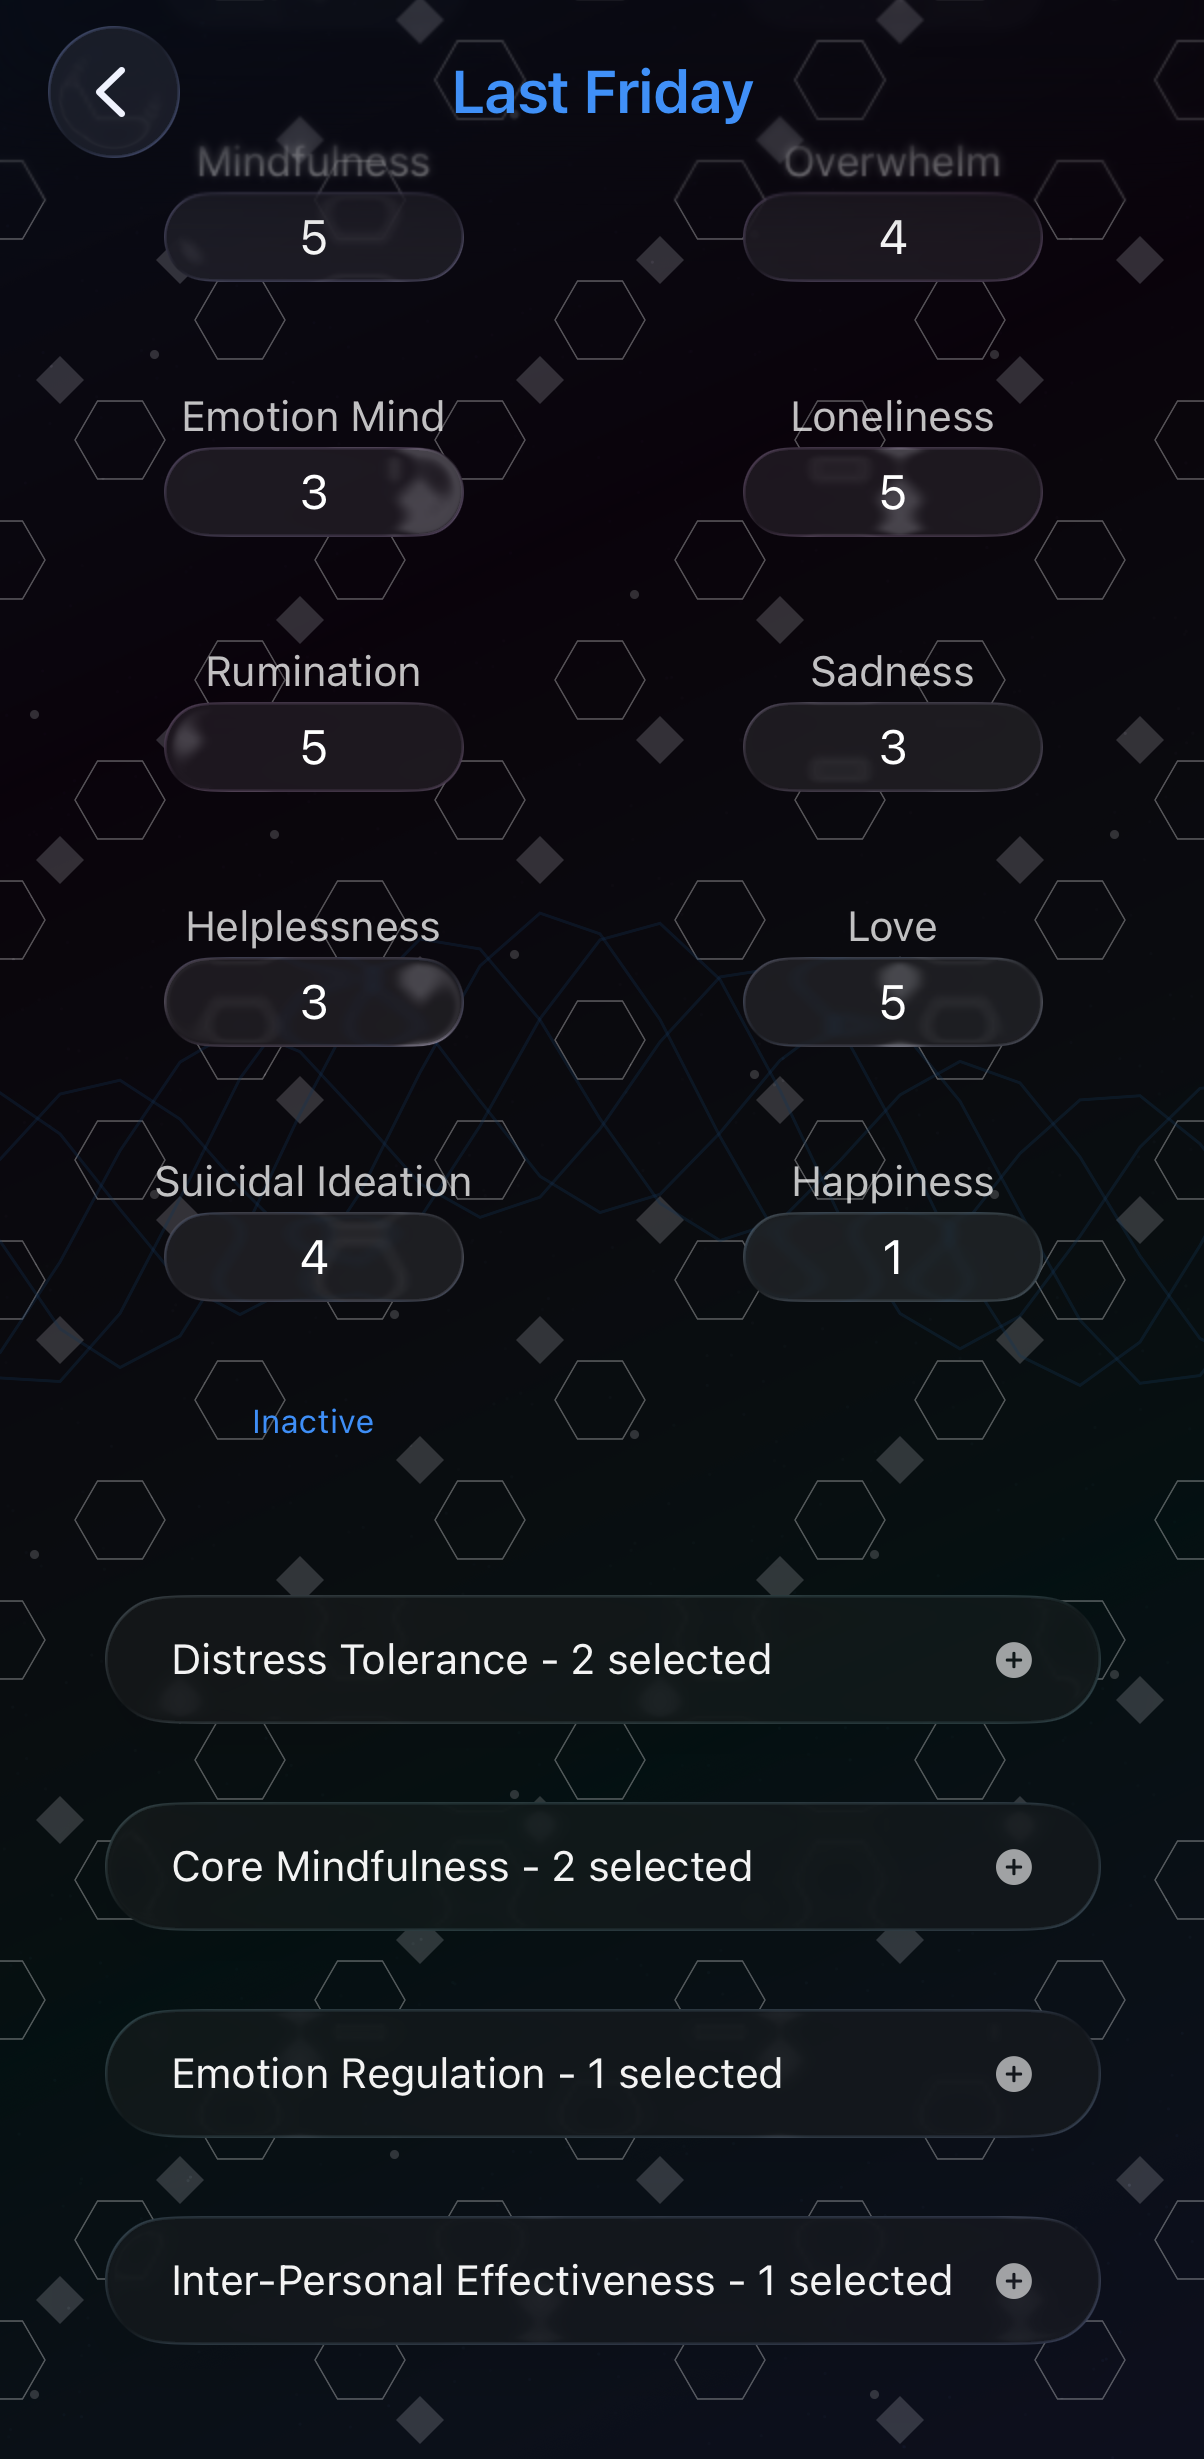 Last Friday
Mindfulness
Overwhelm
5
4
Emotion Mind
Loneliness
3
5
Rumination
Sadness
5
3
Helplessness
Love
3
5
Suicidal Ideation
Happiness
4
1
Inactive
Distress Tolerance - 2 selected
Core Mindfulness - 2 selected
Emotion Regulation - 1 selected
Inter-Personal Effectiveness - 1 selected